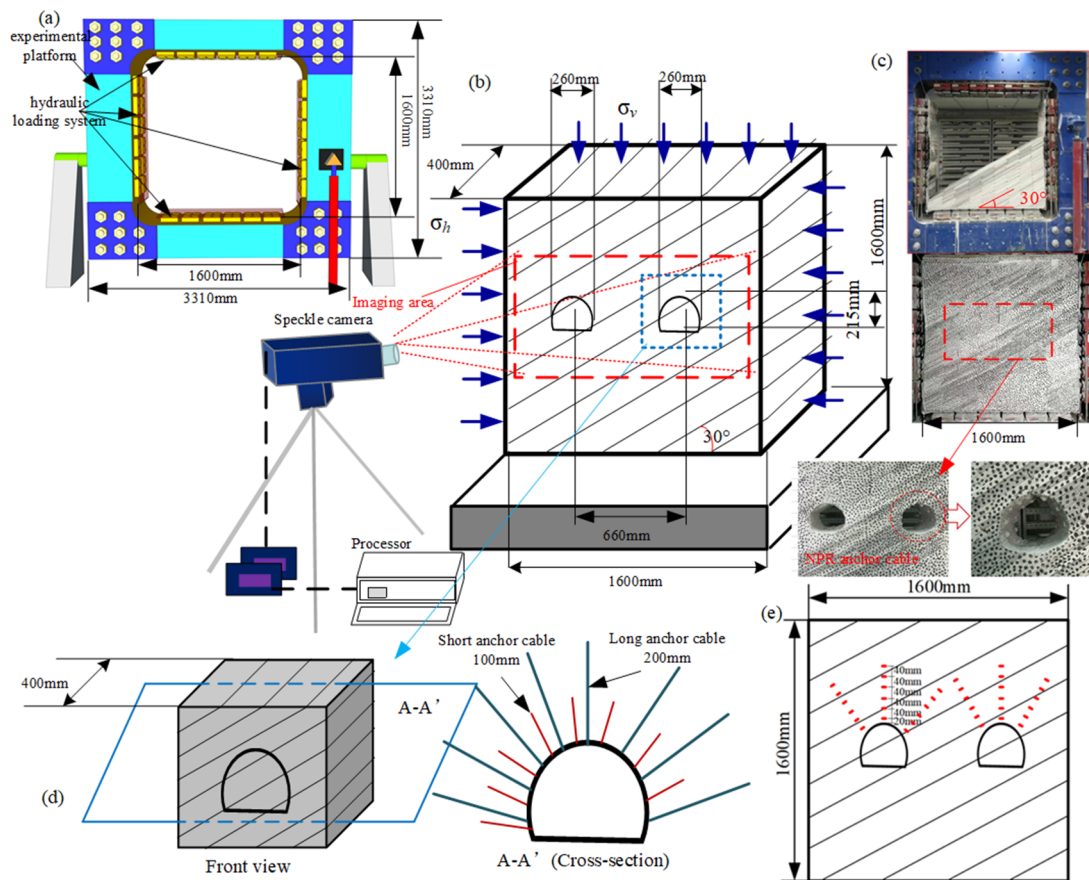 (a)
experimental
platform
hydraulic
loading system
1600mm
3310mm
1600mm
3310mm
(b)
260mm
260mm
σv
400mm
σh
1600mm
215mm
Imaging area
Speckle camera
30°
660mm
1600mm
Processor
(c)
30°
1600mm
NPR anchor cable
(d)
400mm
A-A’
Front view
Short anchor cable
100mm
Long anchor cable
200mm
A-A’ (Cross-section)
(e)
1600mm
1600mm
40mm
40mm
40mm
40mm
20mm